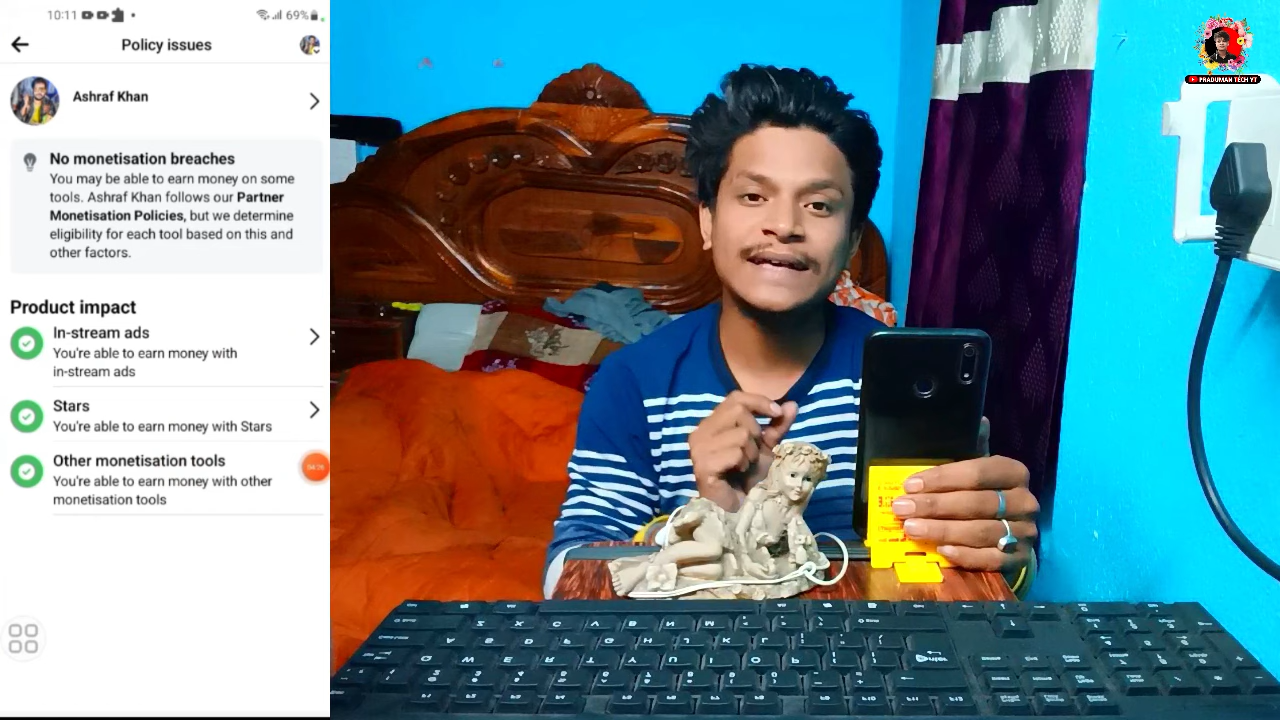 10:11
69%
Policy issues
Ashraf Khan
No monetisation breaches
You may be able to earn money on some
tools. Ashraf Khan follows our Partner
Monetisation Policies, but we determine
eligibility for each tool based on this and
other factors.
Product impact
In-stream ads
You're able to earn money with
in-stream ads
Stars
You're able to earn money with Stars
Other monetisation tools
You're able to earn money with other
monetisation tools
PRADUMAN TECH YT